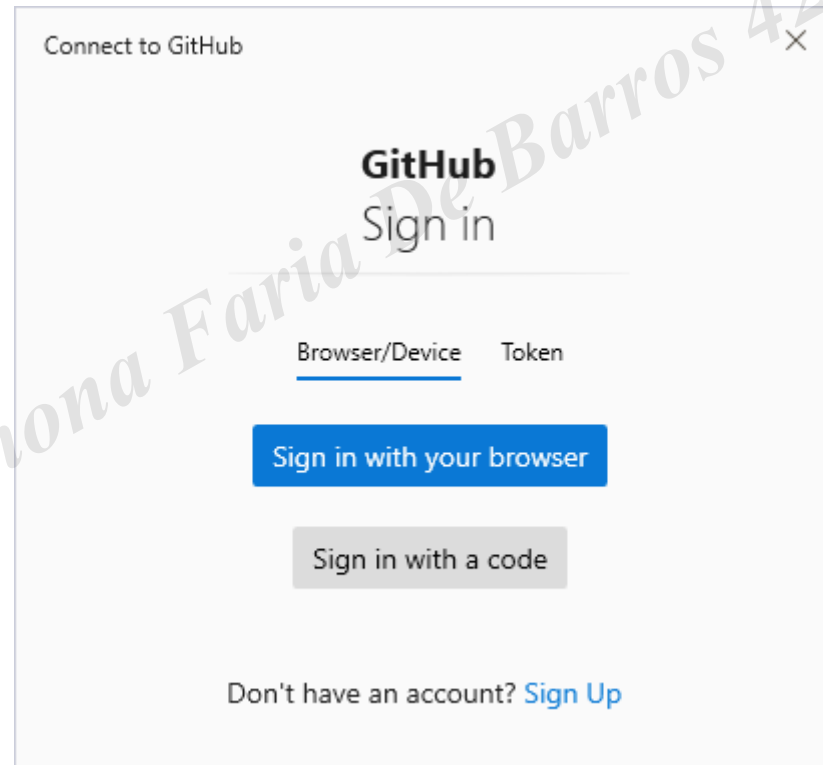 Connect to GitHub
GitHub
Sign in
Browser/Device Token
Sign in with your browser
Sign in with a code
Don't have an account? Sign Up
Faria De Barros